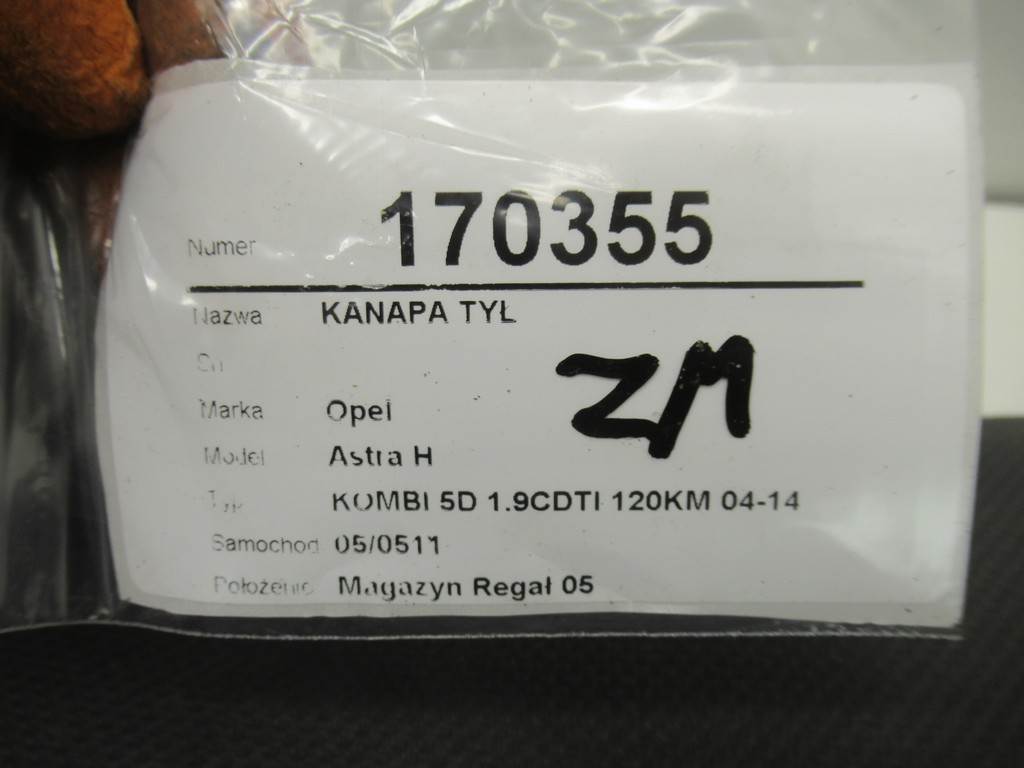 Numer 170355
Nazwa KANAPA TYŁ
ZM
Marka Opel
Model Astra H
Typ KOMBI 5D 1.9CDTI 120KM 04-14
Samochod 05/0511
Położenie Magazyn Regał 05